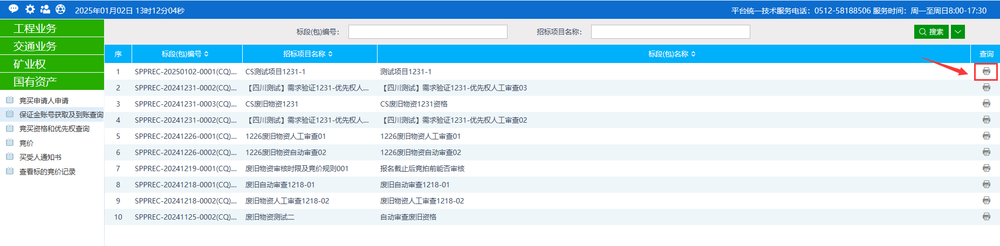 2025年01月02日 13时12分04秒
平台统一技术服务电话：0512-58188506 服务时间：周一至周日8:00-17:30
工程业务
交通业务
矿业权
国有资产
竞买申请人申请
保证金账号获取及到账查询
竞买资格和优先权查询
竞价
买受人通知书
查看标的竞价记录
标段(包)编号：
招标项目名称：
搜索
序 标段(包)编号 招标项目名称 标段(包)名称 查询
1 SPPREC-20250102-0001(CQ)... CS测试项目1231-1 测试项目1231-1
2 SPPREC-20241231-0002(CQ)... 【四川测试】需求验证1231-优先权人... 【四川测试】需求验证1231-优先权人工审查03
3 SPPREC-20241231-0003(CQ)... CS废旧物资1231 CS废旧物资1231资格
4 SPPREC-20241231-0002(CQ)... 【四川测试】需求验证1231-优先权人... 【四川测试】需求验证1231-优先权人工审查02
5 SPPREC-20241226-0001(CQ)... 1226废旧物资人工审查01 1226废旧物资人工审查01
6 SPPREC-20241226-0002(CQ)... 1226废旧物资自动审查02 1226废旧物资自动审查02
7 SPPREC-20241219-0001(CQ)... 废旧物资审核时限及竞价规则001 报名截止后竞拍前能否审核
8 SPPREC-20241218-0001(CQ)... 废旧自动审查1218-01 废旧自动审查1218-01
9 SPPREC-20241218-0002(CQ)... 废旧物资人工审查1218-02 废旧物资人工审查1218-02
10 SPPREC-20241125-0002(CQ)... 废旧物资测试二 自动审查废旧资格